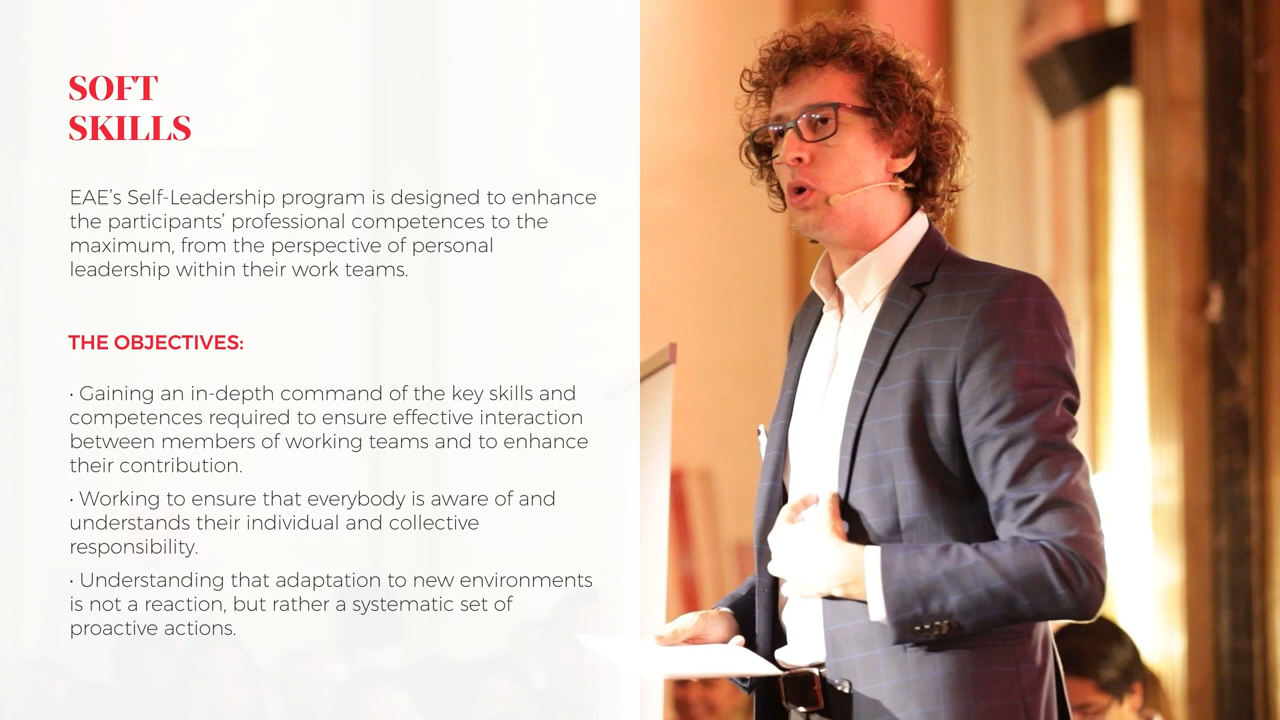 SOFT
SKILLS
EAE’s Self-Leadership program is designed to enhance
the participants’ professional competences to the
maximum, from the perspective of personal
leadership within their work teams.
THE OBJECTIVES:
• Gaining an in-depth command of the key skills and
competences required to ensure effective interaction
between members of working teams and to enhance
their contribution.
• Working to ensure that everybody is aware of and
understands their individual and collective
responsibility.
• Understanding that adaptation to new environments
is not a reaction, but rather a systematic set of
proactive actions.